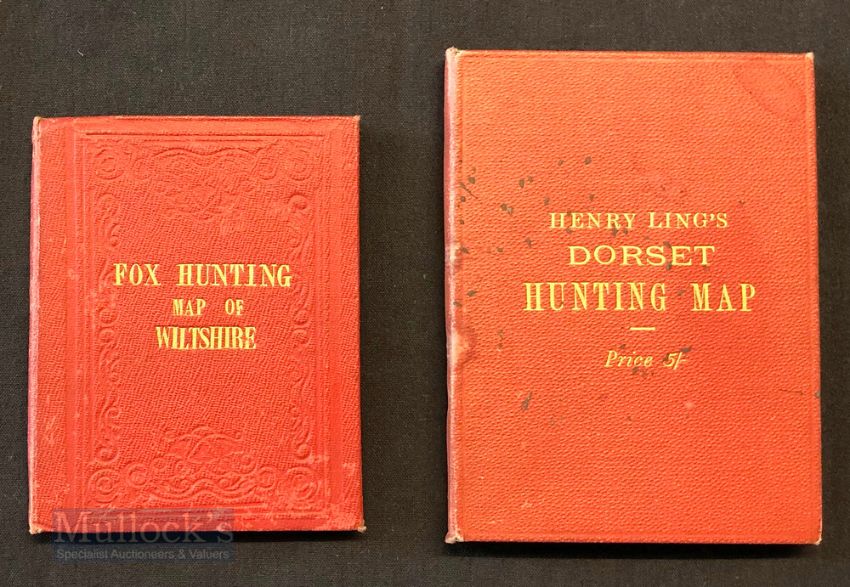 FOX HUNTING
MAP OF
WILTSHIRE
HENRY LING'S
DORSET
HUNTING MAP
Price 5/-
Mullock's
Specialist Auctioneers & Valuers